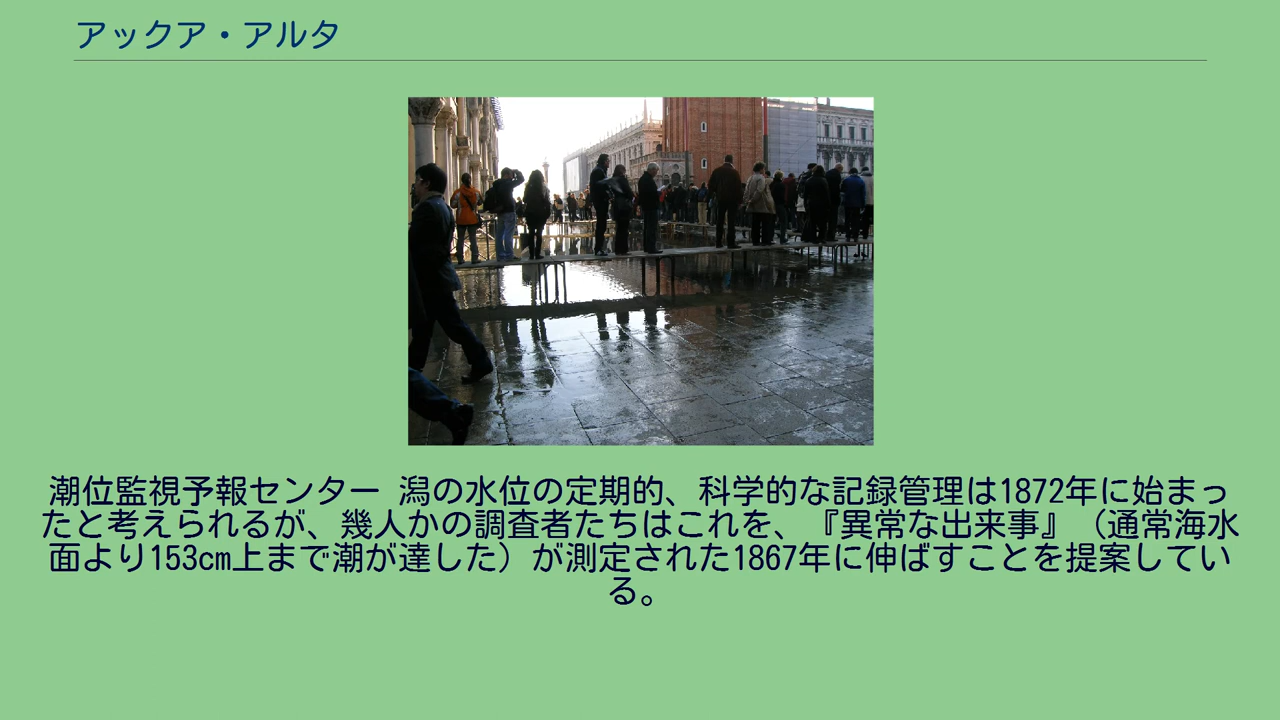 アックア・アルタ
潮位監視予報センター 潟の水位の定期的、科学的な記録管理は1872年に始まっ
たと考えられるが、幾人かの調査者たちはこれを、『異常な出来事』（通常海水
面より153cm上まで潮が達した）が測定された1867年に伸ばすことを提案してい
る。